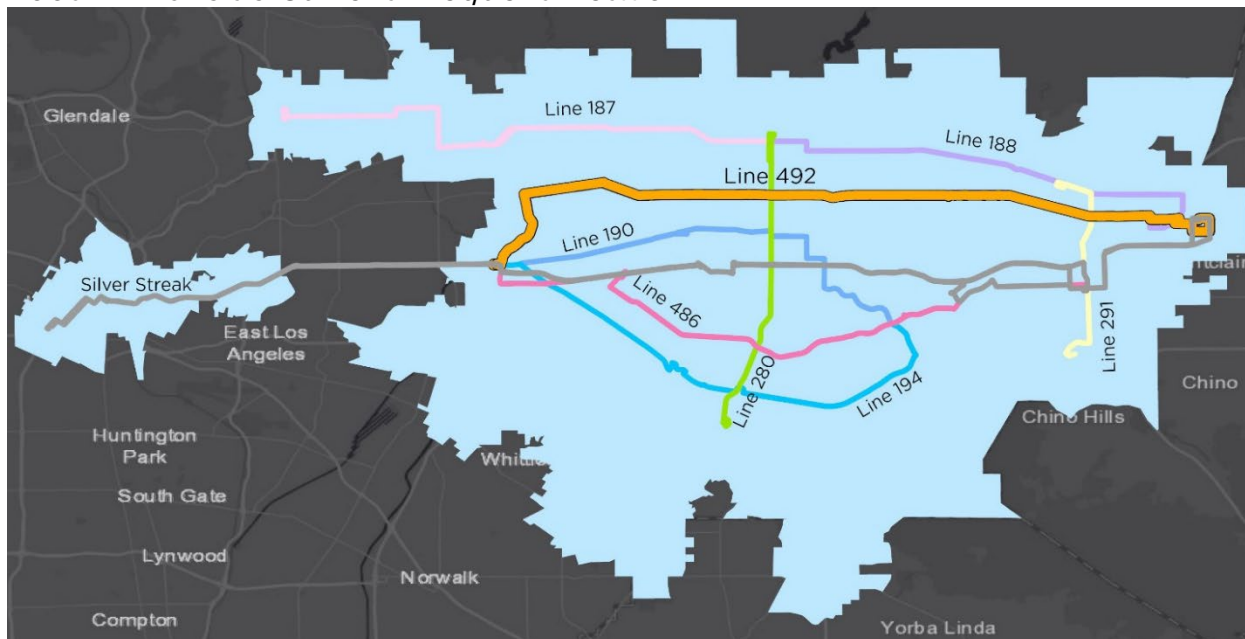 Glendale
Line 187
Line 188
Line 492
Line 190
Silver Streak
Line 486
East Los
Angeles
Line 280
Line 194
Line 291
Chino
Chino Hills
Huntington
Park
South Gate
Lynwood
Norwalk
Compton
Yorba Linda